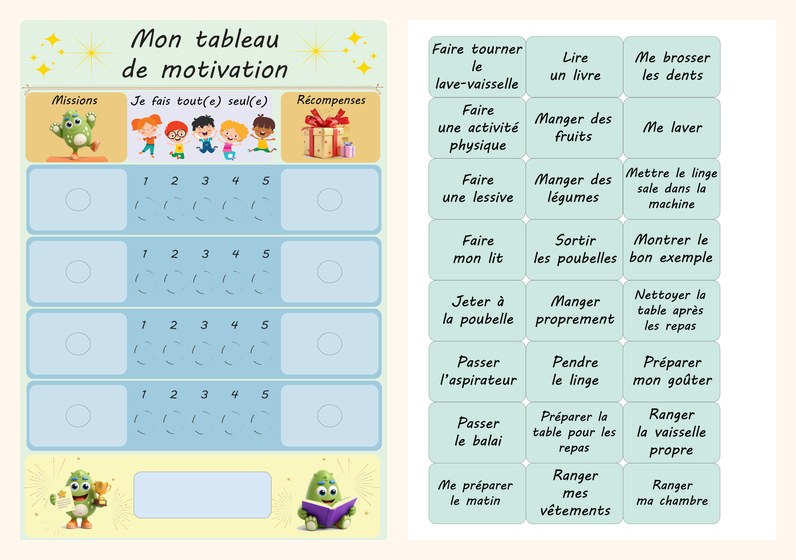 Mon tableau
de motivation
Missions
Je fais tout(e) seul(e)
Récompenses
1 2 3 4 5
1 2 3 4 5
1 2 3 4 5
1 2 3 4 5
Faire tourner
le
lave-vaisselle
Lire
un livre
Me brosser
les dents
Faire
une activité
physique
Manger des
fruits
Me laver
Faire
une lessive
Manger des
légumes
Mettre le linge
sale dans la
machine
Faire
mon lit
Sortir
les poubelles
Montrer le
bon exemple
Jeter à
la poubelle
Manger
proprement
Nettoyer la
table après
les repas
Passer
l'aspirateur
Pendre
le linge
Préparer
mon goûter
Passer
le balai
Préparer la
table pour les
repas
Ranger
la vaisselle
propre
Me préparer
le matin
Ranger
mes
vêtements
Ranger
ma chambre